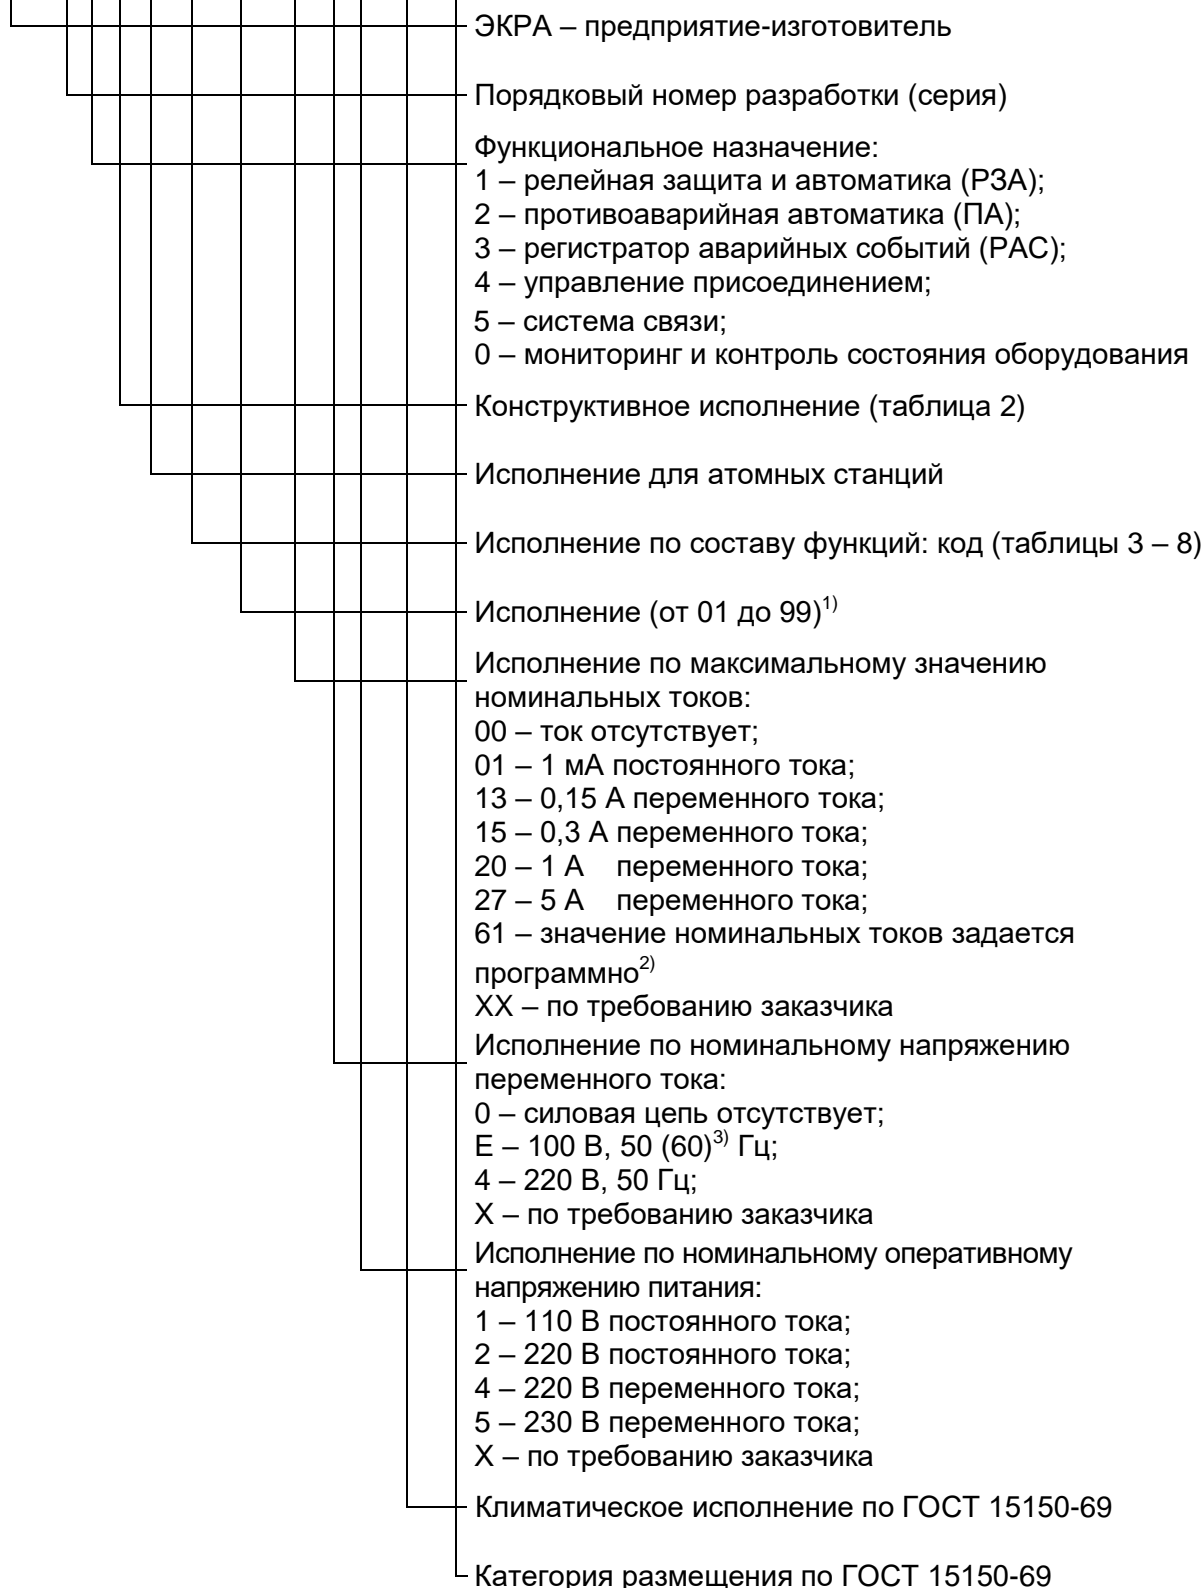 ЭКРА – предприятие-изготовитель
Порядковый номер разработки (серия)
Функциональное назначение:
1 – релейная защита и автоматика (РЗА);
2 – противоаварийная автоматика (ПА);
3 – регистратор аварийных событий (РАС);
4 – управление присоединением;
5 – система связи;
0 – мониторинг и контроль состояния оборудования
Конструктивное исполнение (таблица 2)
Исполнение для атомных станций
Исполнение по составу функций: код (таблицы 3 – 8)
Исполнение (от 01 до 99)1)
Исполнение по максимальному значению
номинальных токов:
00 – ток отсутствует;
01 – 1 мА постоянного тока;
13 – 0,15 А переменного тока;
15 – 0,3 А переменного тока;
20 – 1 А переменного тока;
27 – 5 А переменного тока;
61 – значение номинальных токов задается
программно2)
ХХ – по требованию заказчика
Исполнение по номинальному напряжению
переменного тока:
0 – силовая цепь отсутствует;
Е – 100 В, 50 (60)3) Гц;
4 – 220 В, 50 Гц;
Х – по требованию заказчика
Исполнение по номинальному оперативному
напряжению питания:
1 – 110 В постоянного тока;
2 – 220 В постоянного тока;
4 – 220 В переменного тока;
5 – 230 В переменного тока;
Х – по требованию заказчика
Климатическое исполнение по ГОСТ 15150-69
Категория размещения по ГОСТ 15150-69